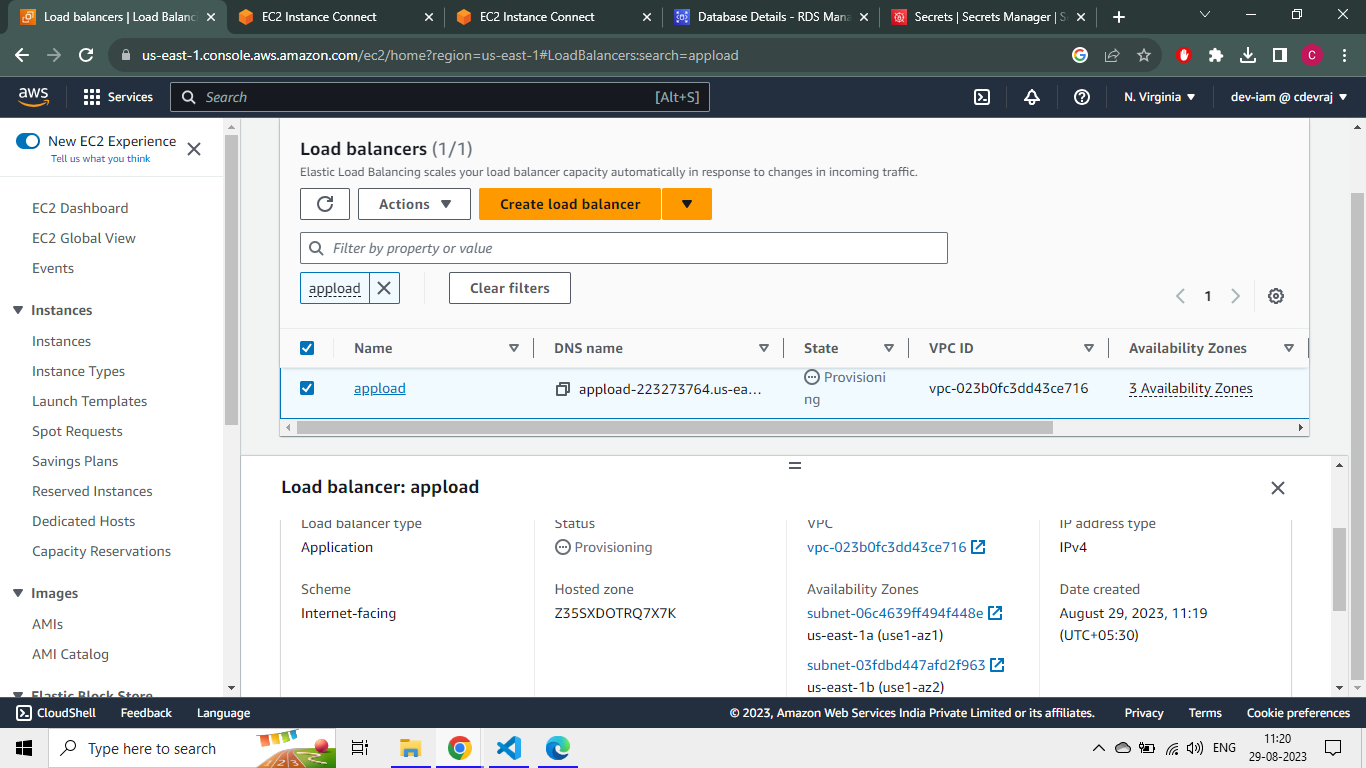 Load balancers | Load Balanc
EC2 Instance Connect
EC2 Instance Connect
Database Details - RDS Man
Secrets | Secrets Manager | S
us-east-1.console.aws.amazon.com/ec2/home?region=us-east-1#LoadBalancers:search=appload
C
aws
Services
Search
[Alt+S]
N. Virginia
dev-iam @ cdevraj
New EC2 Experience
Tell us what you think
EC2 Dashboard
EC2 Global View
Events
Instances
Instances
Instance Types
Launch Templates
Spot Requests
Savings Plans
Reserved Instances
Dedicated Hosts
Capacity Reservations
Images
AMIs
AMI Catalog
Elastic Block Store
Load balancers (1/1)
Elastic Load Balancing scales your load balancer capacity automatically in response to changes in incoming traffic.
Actions
Create load balancer
Filter by property or value
appload
Clear filters
1
Name
DNS name
State
VPC ID
Availability Zones
appload
appload-223273764.us-ea...
Provisioni
ng
vpc-023b0fc3dd43ce716
3 Availability Zones
Load balancer: appload
Load balancer type
Application
Status
Provisioning
VPC
vpc-023b0fc3dd43ce716
IP address type
IPv4
Scheme
Internet-facing
Hosted zone
Z35SXDOTRQ7X7K
Availability Zones
subnet-06c4639ff494f448e
us-east-1a (use1-az1)
subnet-03fdbd447afd2f963
us-east-1b (use1-az2)
Date created
August 29, 2023, 11:19
(UTC+05:30)
CloudShell
Feedback
Language
© 2023, Amazon Web Services India Private Limited or its affiliates.
Privacy
Terms
Cookie preferences
Type here to search
ENG
11:20
29-08-2023